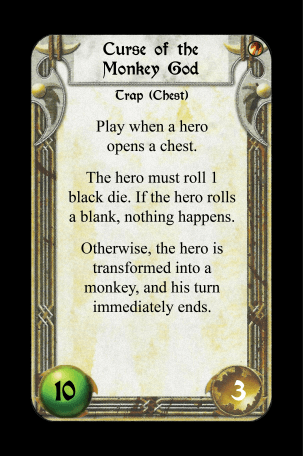 Curse of the
Monkey God
Trap (Chest)
Play when a hero
opens a chest.
The hero must roll 1
black die. If the hero rolls
a blank, nothing happens.
Otherwise, the hero is
transformed into a
monkey, and his turn
immediately ends.
10
3